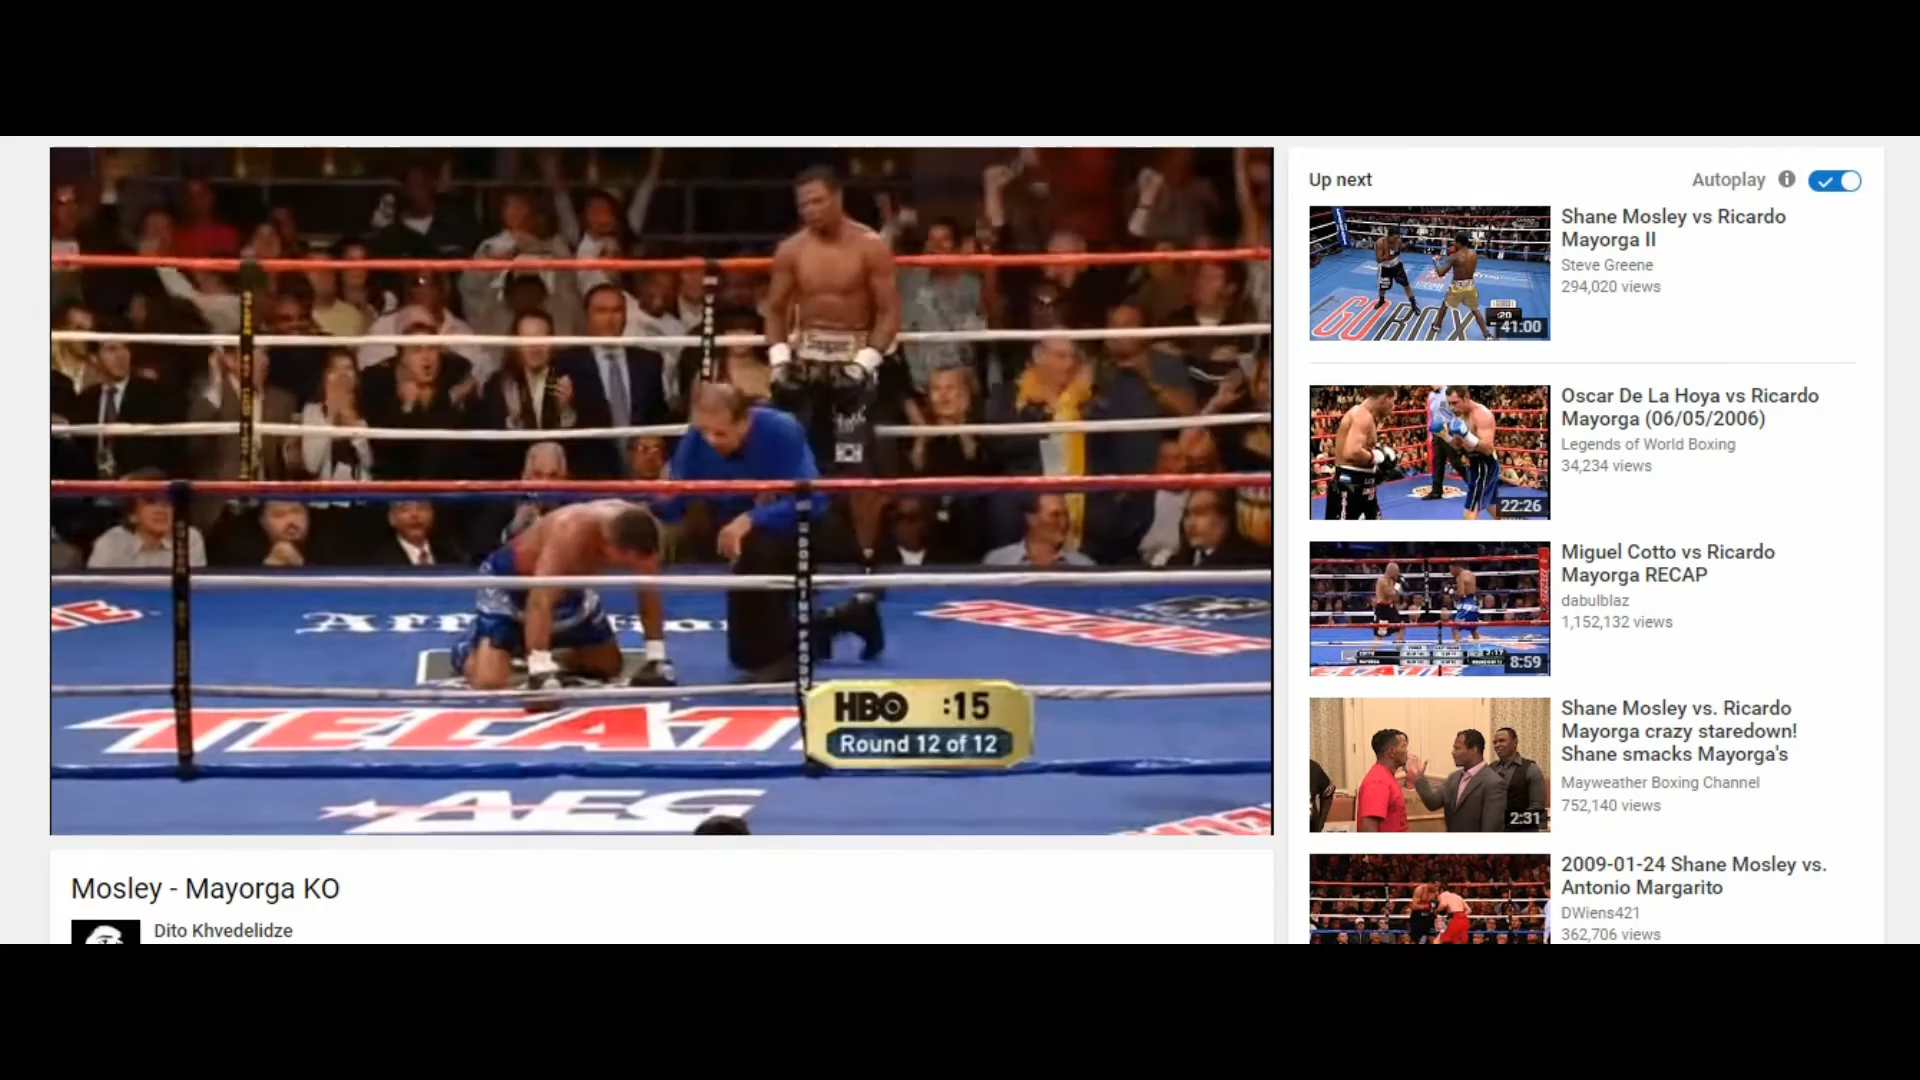 HBO :15
Round 12 of 12
TECATE
AEG
Mosley - Mayorga KO
Dito Khvedelidze
Up next
Autoplay
Shane Mosley vs Ricardo
Mayorga II
Steve Greene
294,020 views
41:00
Oscar De La Hoya vs Ricardo
Mayorga (06/05/2006)
Legends of World Boxing
34,234 views
22:26
Miguel Cotto vs Ricardo
Mayorga RECAP
dabulblaz
1,152,132 views
8:59
Shane Mosley vs. Ricardo
Mayorga crazy staredown!
Shane smacks Mayorga's
Mayweather Boxing Channel
752,140 views
2:31
2009-01-24 Shane Mosley vs.
Antonio Margarito
DWiens421
362,706 views